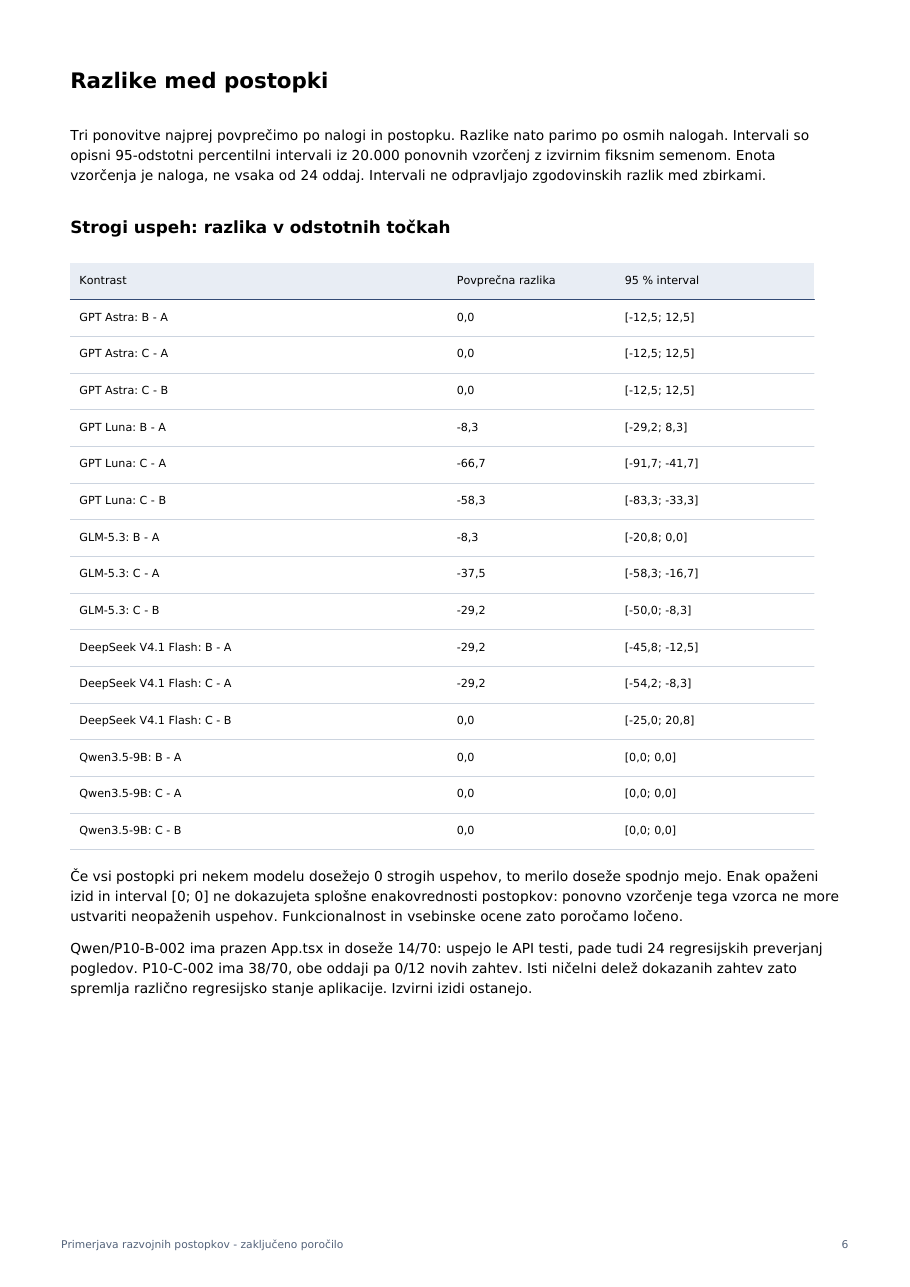 Razlike med postopki
Tri ponovitve najprej povprečimo po nalogi in postopku. Razlike nato parimo po osmih nalogah. Intervali so
opisni 95-odstotni percentilni intervali iz 20.000 ponovnih vzorčenj z izvirnim fiksnim semenom. Enota
vzorčenja je naloga, ne vsaka od 24 oddaj. Intervali ne odpravljajo zgodovinskih razlik med zbirkami.
Strogi uspeh: razlika v odstotnih točkah
Kontrast Povprečna razlika 95 % interval
GPT Astra: B - A 0,0 [-12,5; 12,5]
GPT Astra: C - A 0,0 [-12,5; 12,5]
GPT Astra: C - B 0,0 [-12,5; 12,5]
GPT Luna: B - A -8,3 [-29,2; 8,3]
GPT Luna: C - A -66,7 [-91,7; -41,7]
GPT Luna: C - B -58,3 [-83,3; -33,3]
GLM-5.3: B - A -8,3 [-20,8; 0,0]
GLM-5.3: C - A -37,5 [-58,3; -16,7]
GLM-5.3: C - B -29,2 [-50,0; -8,3]
DeepSeek V4.1 Flash: B - A -29,2 [-45,8; -12,5]
DeepSeek V4.1 Flash: C - A -29,2 [-54,2; -8,3]
DeepSeek V4.1 Flash: C - B 0,0 [-25,0; 20,8]
Qwen3.5-9B: B - A 0,0 [0,0; 0,0]
Qwen3.5-9B: C - A 0,0 [0,0; 0,0]
Qwen3.5-9B: C - B 0,0 [0,0; 0,0]
Če vsi postopki pri nekem modelu dosežejo 0 strogih uspehov, to merilo doseže spodnjo mejo. Enak opaženi
izid in interval [0; 0] ne dokazujeta splošne enakovrednosti postopkov: ponovno vzorčenje tega vzorca ne more
ustvariti neopaženih uspehov. Funkcionalnost in vsebinske ocene zato poročamo ločeno.
Qwen/P10-B-002 ima prazen App.tsx in doseže 14/70: uspejo le API testi, pade tudi 24 regresijskih preverjanj
pogledov. P10-C-002 ima 38/70, obe oddaji pa 0/12 novih zahtev. Isti ničelni delež dokazanih zahtev zato
spremlja različno regresijsko stanje aplikacije. Izvirni izidi ostanejo.
Primerjava razvojnih postopkov - zaključeno poročilo 6